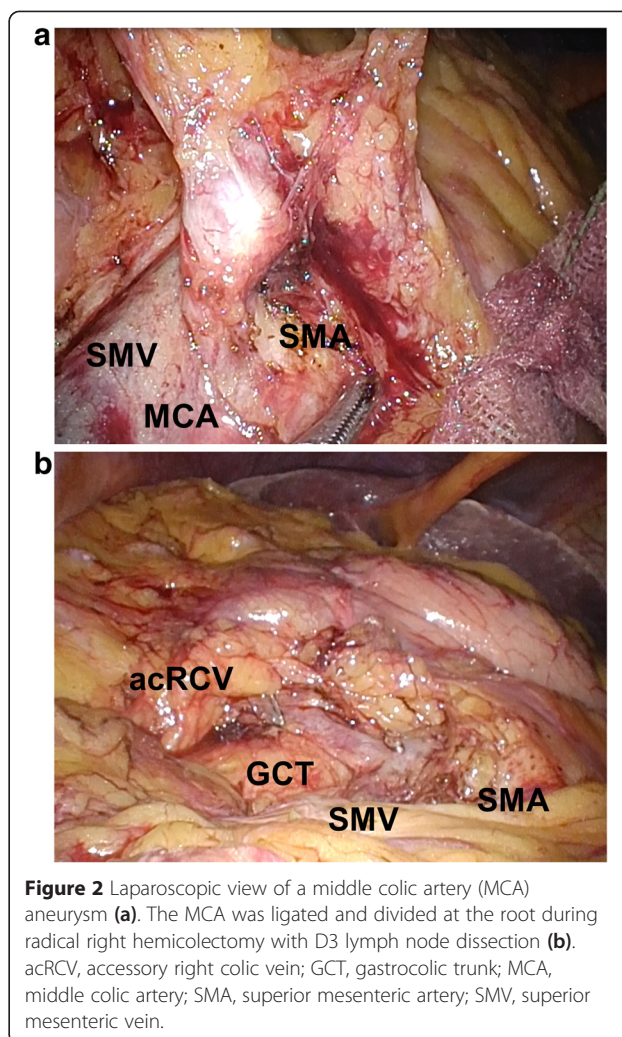 a
SMA
SMV
MCA
b
acRCV
GCT
SMA
SMV
Figure 2 Laparoscopic view of a middle colic artery (MCA)
aneurysm (a). The MCA was ligated and divided at the root during
radical right hemicolectomy with D3 lymph node dissection (b).
acRCV, accessory right colic vein; GCT, gastrocolic trunk; MCA,
middle colic artery; SMA, superior mesenteric artery; SMV, superior
mesenteric vein.